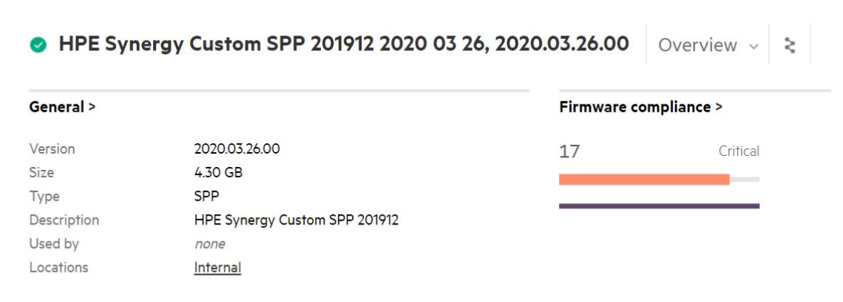 HPE Synergy Custom SPP 201912 2020 03 26, 2020.03.26.00 Overview
General >
Version 2020.03.26.00
Size 4.30 GB
Type SPP
Description HPE Synergy Custom SPP 201912
Used by none
Locations Internal
Firmware compliance >
17 Critical